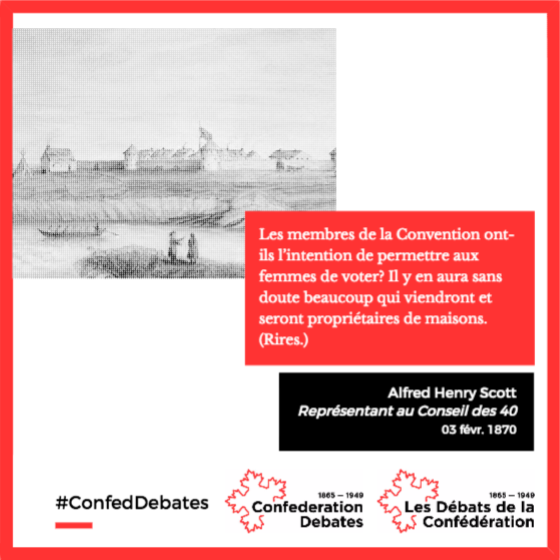 Les membres de la Convention ont-
ils l'intention de permettre aux
femmes de voter? Il y en aura sans
doute beaucoup qui viendront et
seront propriétaires de maisons.
(Rires.)
Alfred Henry Scott
Représentant au Conseil des 40
03 févr. 1870
#ConfedDebates
1865 — 1949
Confederation
Debates
1865 — 1949
Les Débats de la
Confédération